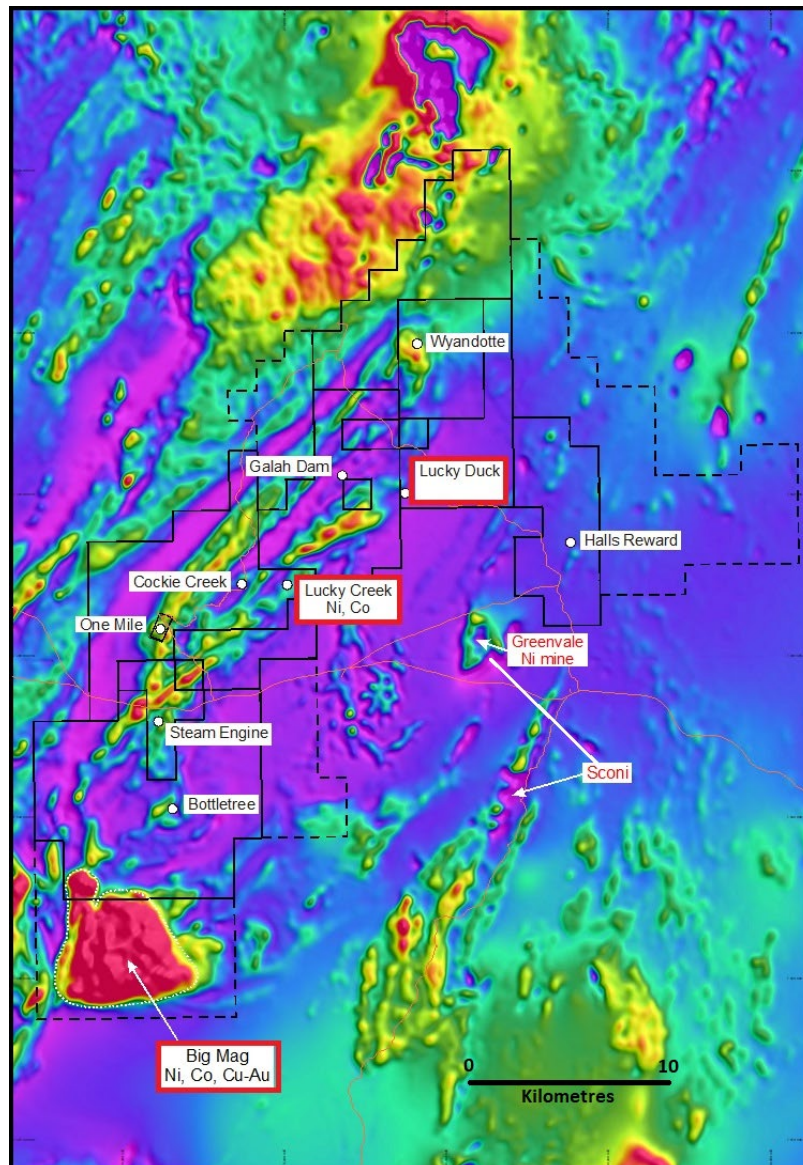 Wyandotte
Galah Dam
Lucky Duck
Halls Reward
Cockie Creek
Lucky Creek
Ni, Co
One Mile
Greenvale
Ni mine
Steam Engine
Sconi
Bottletree
Big Mag
Ni, Co, Cu-Au
0 10
Kilometres